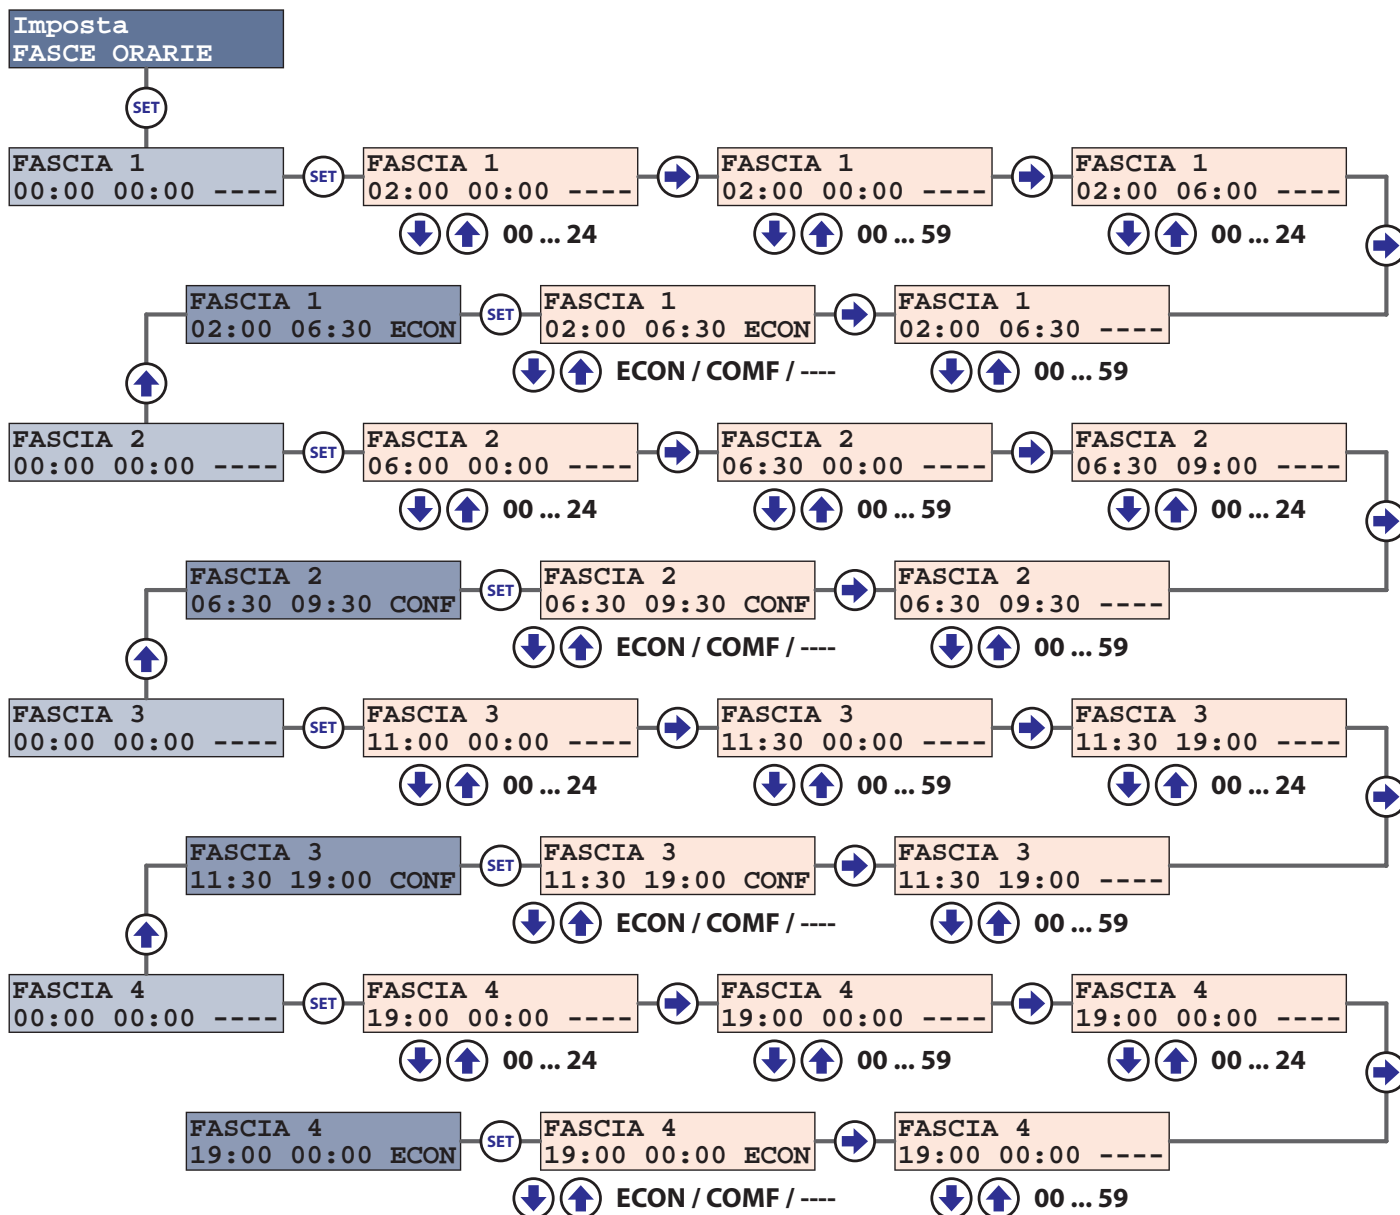 Imposta
FASCE ORARIE
SET
FASCIA 1
00:00 00:00 ----
SET
FASCIA 1
02:00 00:00 ----
00 ... 24
FASCIA 1
02:00 00:00 ----
00 ... 59
FASCIA 1
02:00 06:00 ----
00 ... 24
FASCIA 1
02:00 06:30 ECON
SET
FASCIA 1
02:00 06:30 ECON
ECON / COMF / ----
FASCIA 1
02:00 06:30 ----
00 ... 59
FASCIA 2
00:00 00:00 ----
SET
FASCIA 2
06:00 00:00 ----
00 ... 24
FASCIA 2
06:30 00:00 ----
00 ... 59
FASCIA 2
06:30 09:00 ----
00 ... 24
FASCIA 2
06:30 09:30 CONF
SET
FASCIA 2
06:30 09:30 CONF
ECON / COMF / ----
FASCIA 2
06:30 09:30 ----
00 ... 59
FASCIA 3
00:00 00:00 ----
SET
FASCIA 3
11:00 00:00 ----
00 ... 24
FASCIA 3
11:30 00:00 ----
00 ... 59
FASCIA 3
11:30 19:00 ----
00 ... 24
FASCIA 3
11:30 19:00 CONF
SET
FASCIA 3
11:30 19:00 CONF
ECON / COMF / ----
FASCIA 3
11:30 19:00 ----
00 ... 59
FASCIA 4
00:00 00:00 ----
SET
FASCIA 4
19:00 00:00 ----
00 ... 24
FASCIA 4
19:00 00:00 ----
00 ... 59
FASCIA 4
19:00 00:00 ----
00 ... 24
FASCIA 4
19:00 00:00 ECON
SET
FASCIA 4
19:00 00:00 ECON
ECON / COMF / ----
FASCIA 4
19:00 00:00 ----
00 ... 59